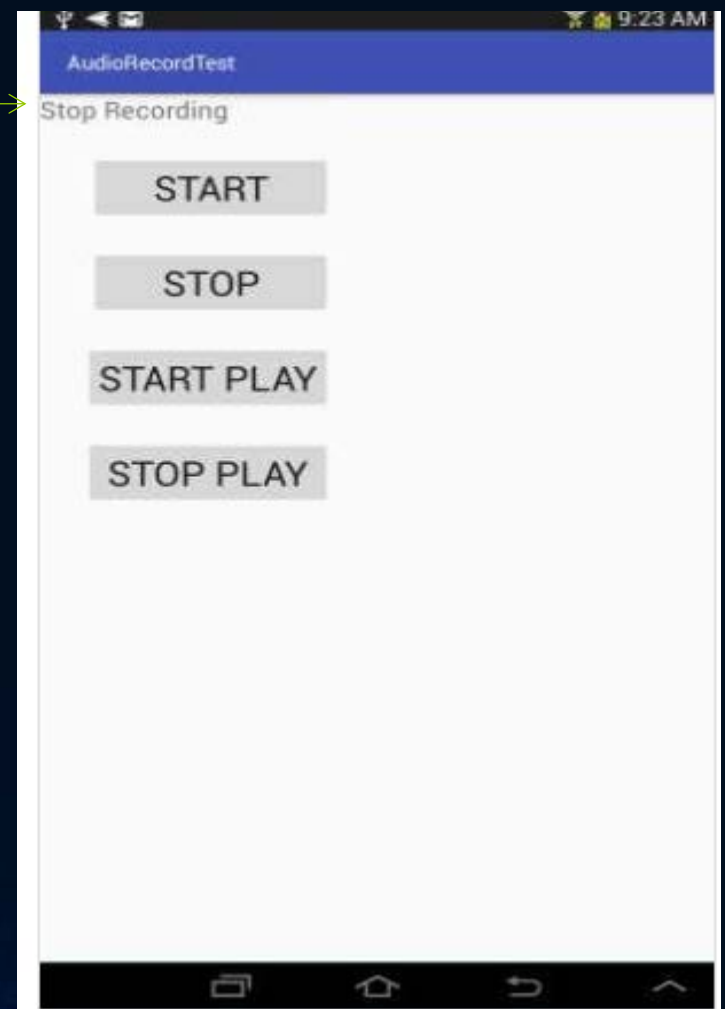 9:23 AM
AudioRecordTest
Stop Recording
START
STOP
START PLAY
STOP PLAY